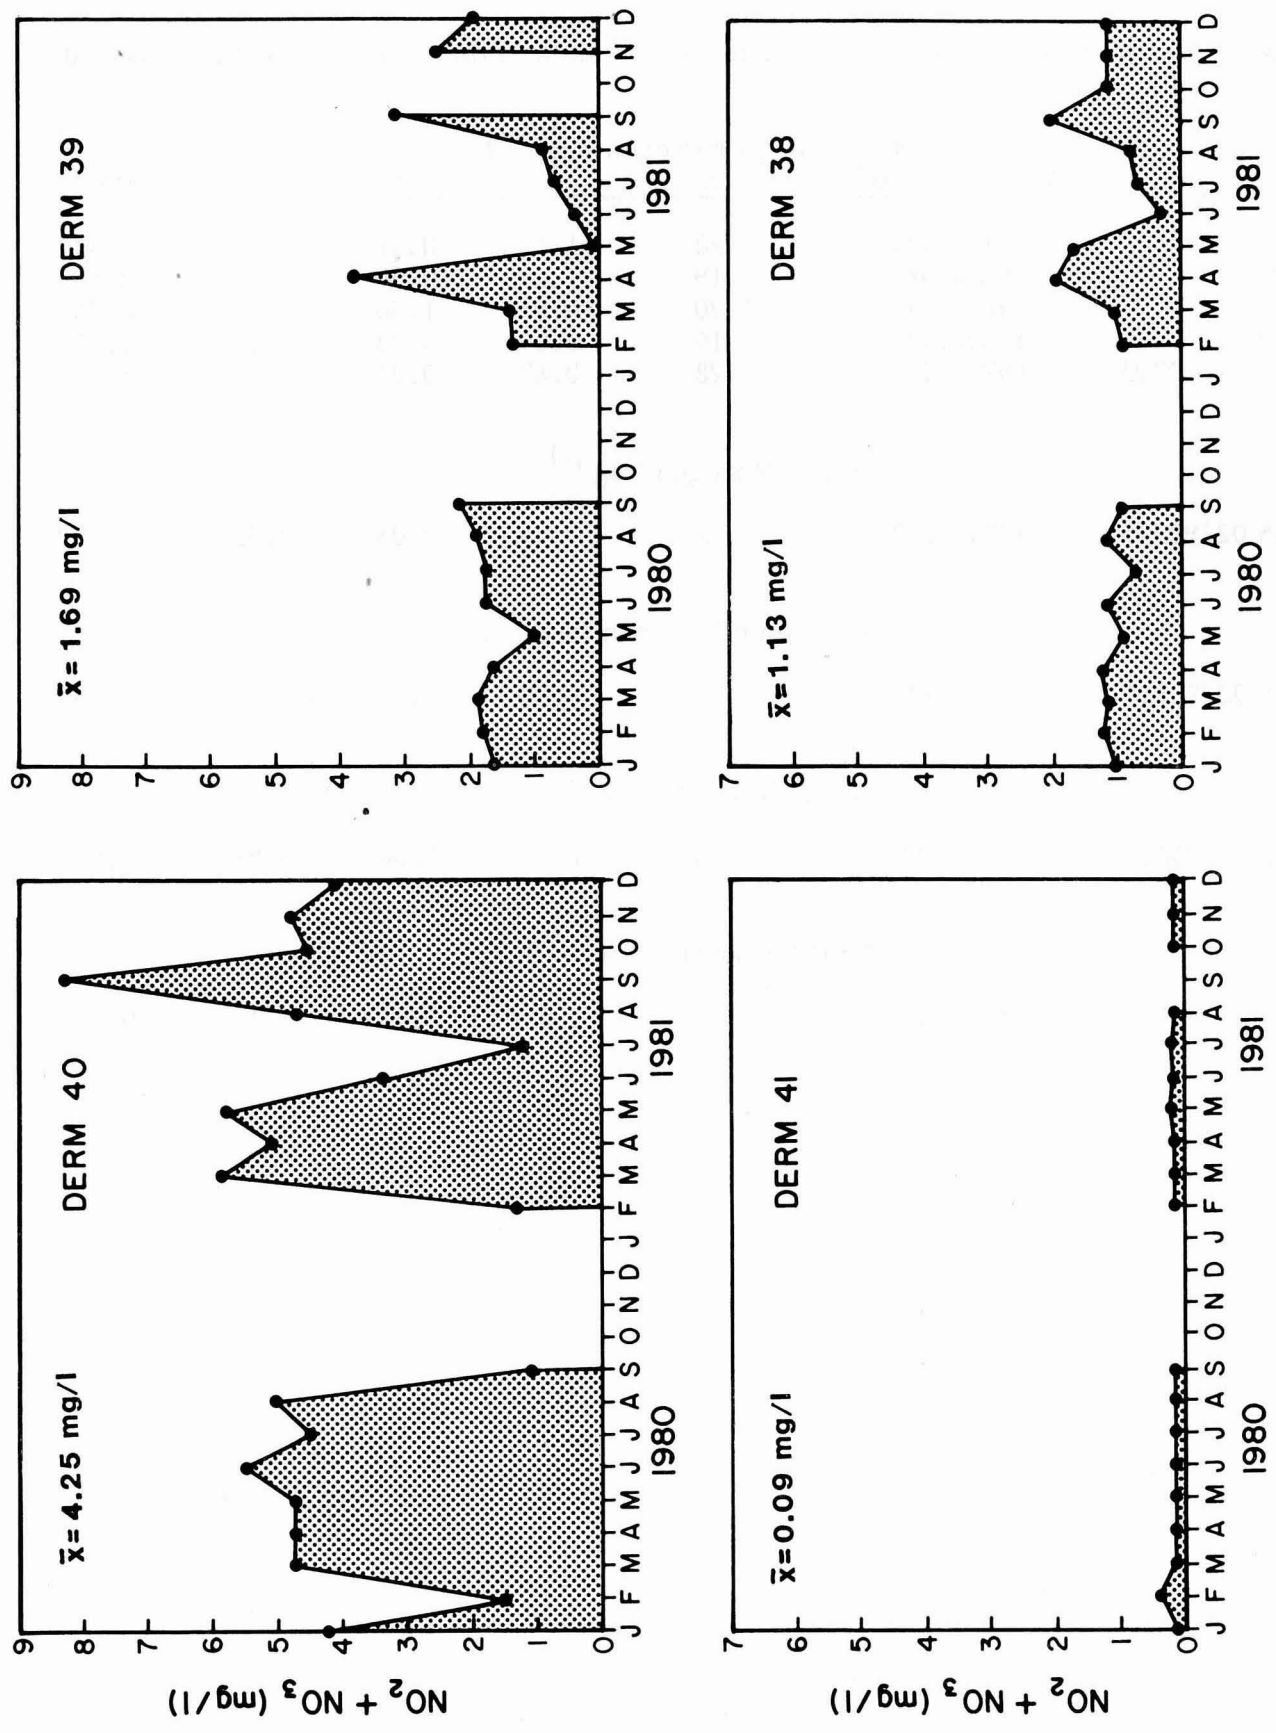 DERM 40
x̄=4.25 mg/l
NO2 + NO3 (mg/l)
9
8
7
6
5
4
3
2
1
0
J F M A M J J A S O N D J F M A M J J A S O N D
1980 1981
DERM 39
x̄=1.69 mg/l
9
8
7
6
5
4
3
2
1
0
J F M A M J J A S O N D J F M A M J J A S O N D
1980 1981
DERM 41
x̄=0.09 mg/l
NO2 + NO3 (mg/l)
7
6
5
4
3
2
1
0
J F M A M J J A S O N D J F M A M J J A S O N D
1980 1981
DERM 38
x̄=1.13 mg/l
7
6
5
4
3
2
1
0
J F M A M J J A S O N D J F M A M J J A S O N D
1980 1981